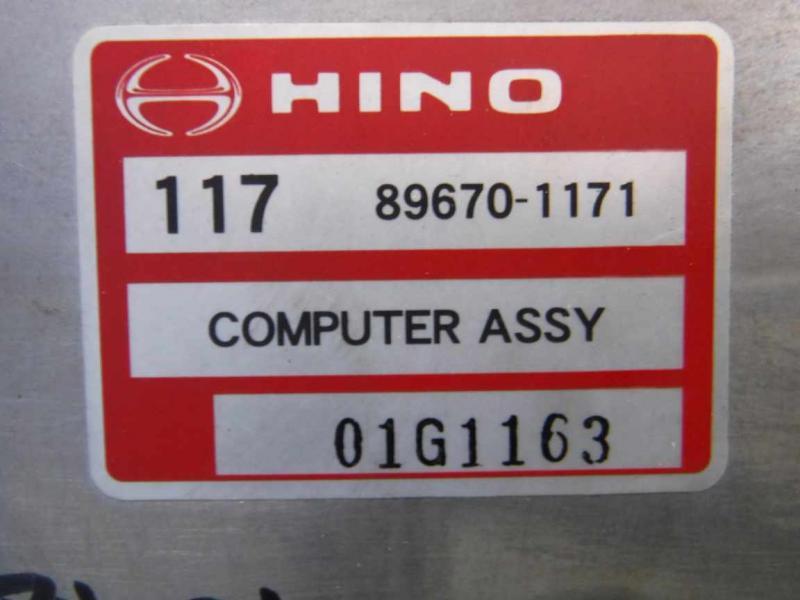 HINO
117 89670-1171
COMPUTER ASSY
01G1163